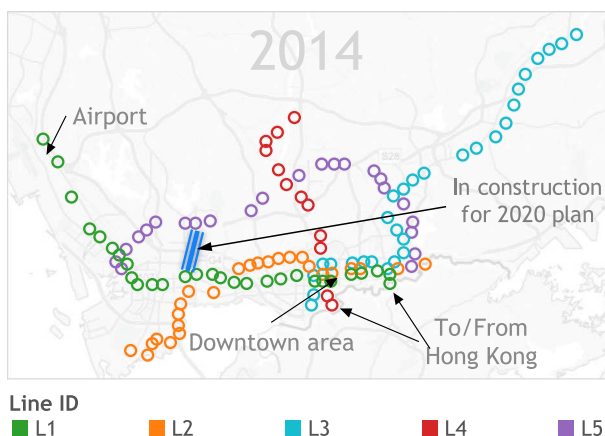 2014
Airport
S28
In construction
for 2020 plan
Downtown area
To/From
Hong Kong
Line ID
L1 L2 L3 L4 L5